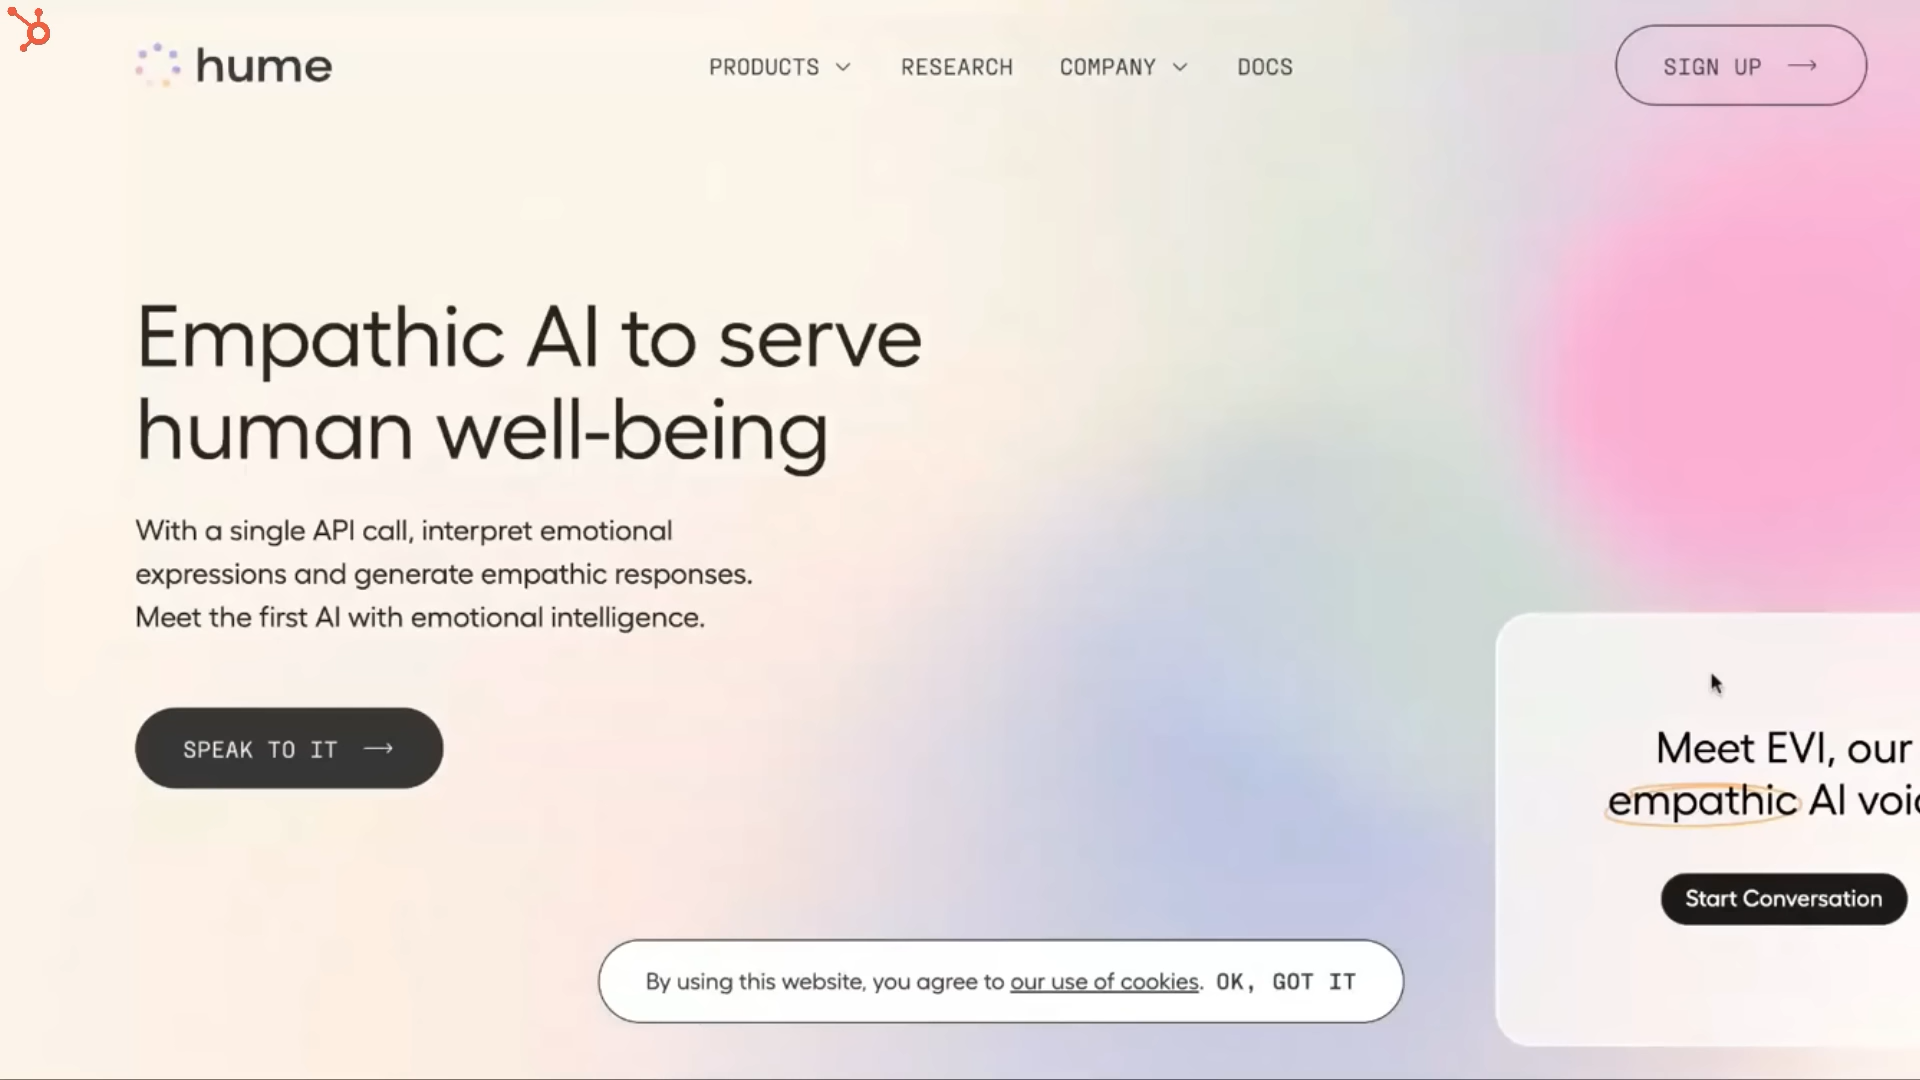 hume
PRODUCTS
RESEARCH
COMPANY
DOCS
SIGN UP
Empathic AI to serve
human well-being
With a single API call, interpret emotional
expressions and generate empathic responses.
Meet the first AI with emotional intelligence.
SPEAK TO IT
Meet EVI, our
empathic AI
Start Conversation
By using this website, you agree to our use of cookies. OK, GOT IT